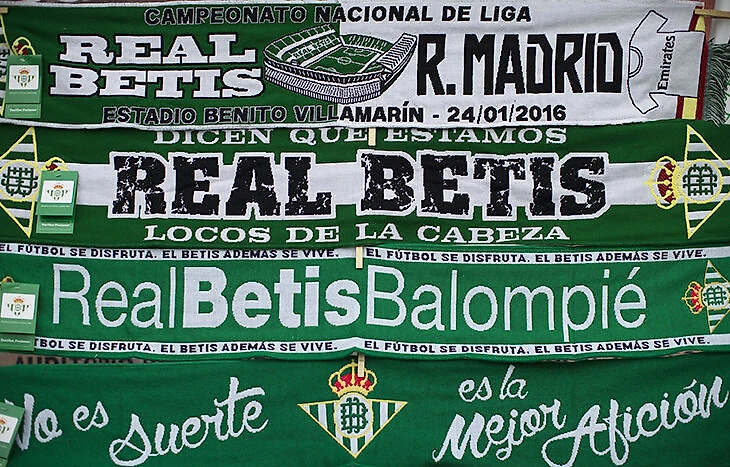 CAMPEONATO NACIONAL DE LIGA
REAL BETIS
R. MADRID
Emirates
ESTADIO BENITO VILLAMARÍN - 24/01/2016
DICEN QUE ESTAMOS
REAL BETIS
LOCOS DE LA CABEZA
EL FÚTBOL SE DISFRUTA. EL BETIS ADEMÁS SE VIVE. EL FÚTBOL SE DISFRUTA. EL BETIS ADEMÁS SE VIVE.
RealBetisBalompié
EL FÚTBOL SE DISFRUTA. EL BETIS ADEMÁS SE VIVE. EL FÚTBOL SE DISFRUTA. EL BETIS ADEMÁS SE VIVE.
No es Suerte es la Mejor Afición